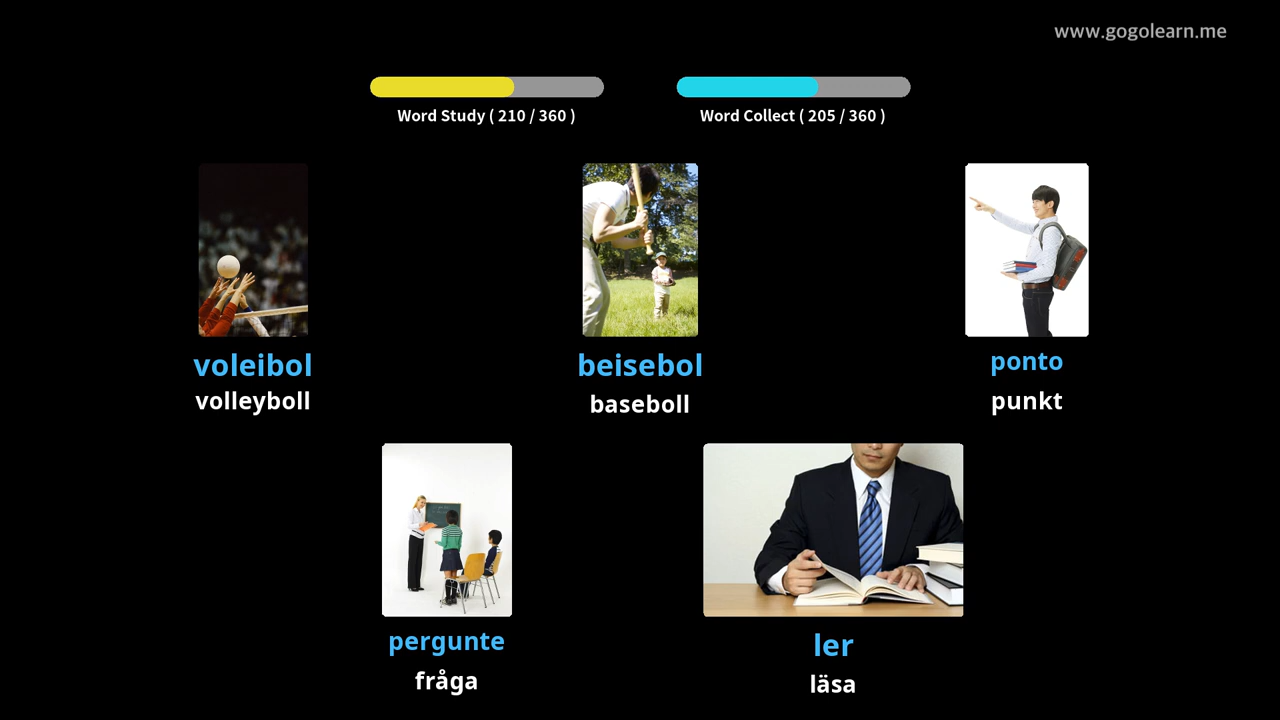 www.gogolearn.me
Word Study ( 210 / 360 )
Word Collect ( 205 / 360 )
voleibol
volleyboll
beisebol
baseboll
ponto
punkt
pergunte
fråga
ler
läsa